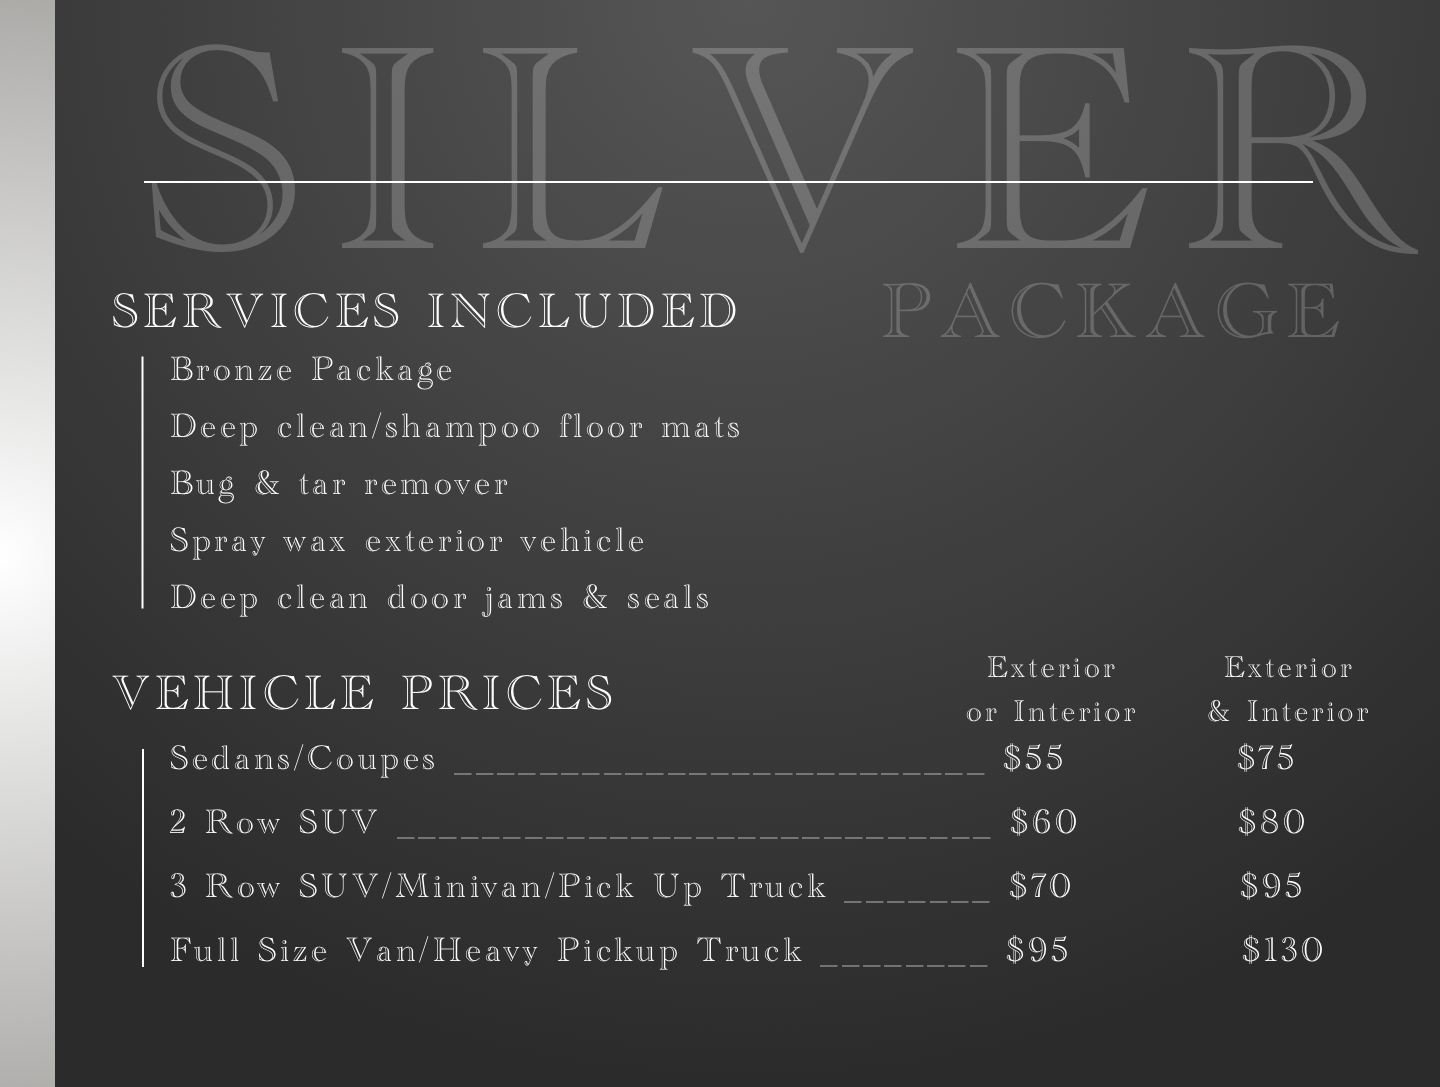 SILVER
PACKAGE
SERVICES INCLUDED
Bronze Package
Deep clean/shampoo floor mats
Bug & tar remover
Spray wax exterior vehicle
Deep clean door jams & seals
VEHICLE PRICES
Exterior or Interior
Exterior & Interior
Sedans/Coupes _________________________ $55 $75
2 Row SUV ____________________________ $60 $80
3 Row SUV/Minivan/Pick Up Truck _______ $70 $95
Full Size Van/Heavy Pickup Truck ________ $95 $130